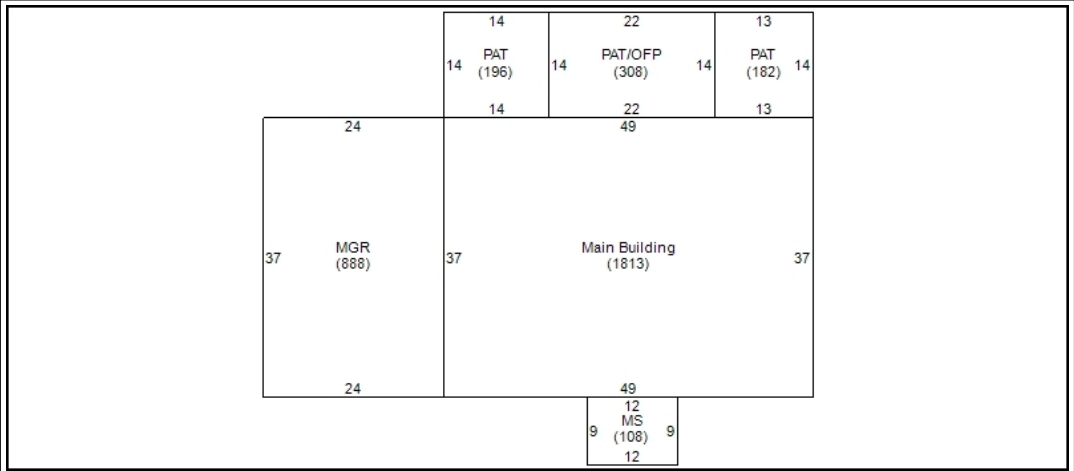 14 22 13
14 PAT 14 PAT/OFP 14 PAT 14
(196) (308) (182)
14 22 13
24 49
37 MGR 37 Main Building 37
(888) (1813)
24 49
12
9 MS 9
(108)
12